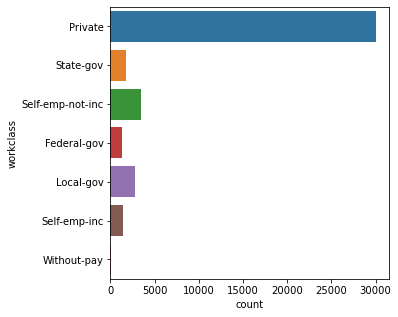 Private
State-gov
Self-emp-not-inc
Federal-gov
Local-gov
Self-emp-inc
Without-pay
workclass
0 5000 10000 15000 20000 25000 30000
count